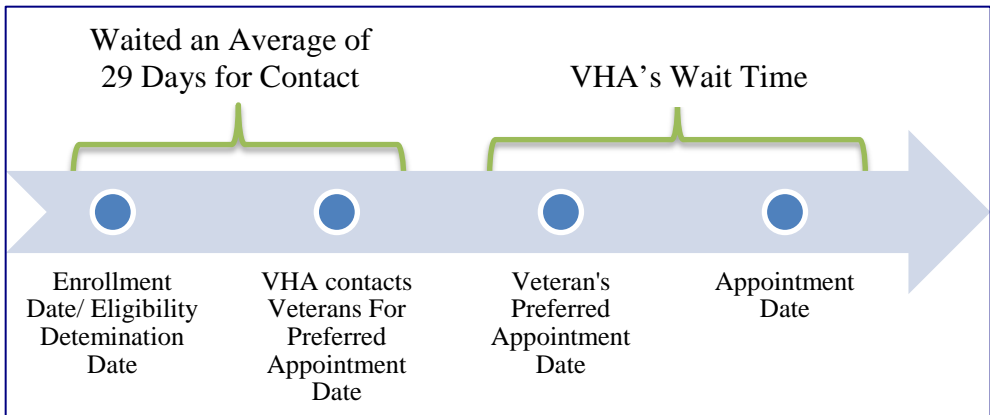 Waited an Average of
29 Days for Contact
VHA's Wait Time
Enrollment
Date/ Eligibility
Detemination
Date
VHA contacts
Veterans For
Preferred
Appointment
Date
Veteran's
Preferred
Appointment
Date
Appointment
Date